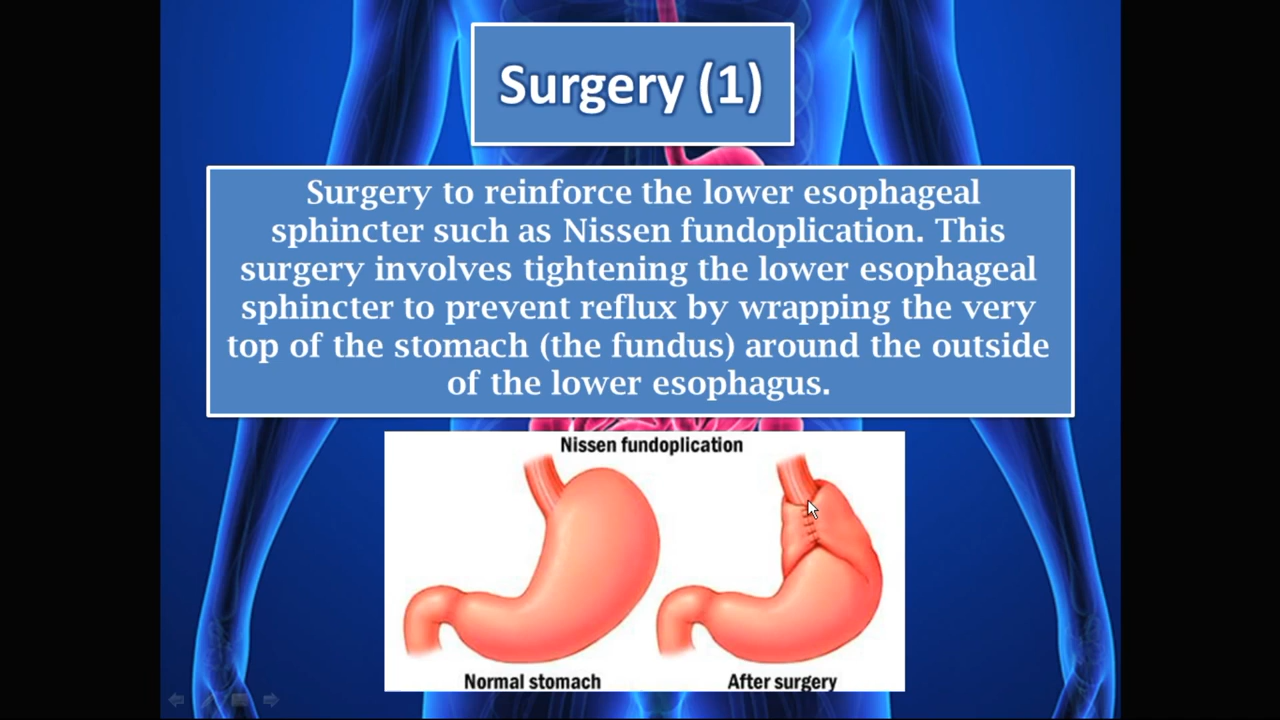 Surgery (1)
Surgery to reinforce the lower esophageal
sphincter such as Nissen fundoplication. This
surgery involves tightening the lower esophageal
sphincter to prevent reflux by wrapping the very
top of the stomach (the fundus) around the outside
of the lower esophagus.
Nissen fundoplication
Normal stomach
After surgery